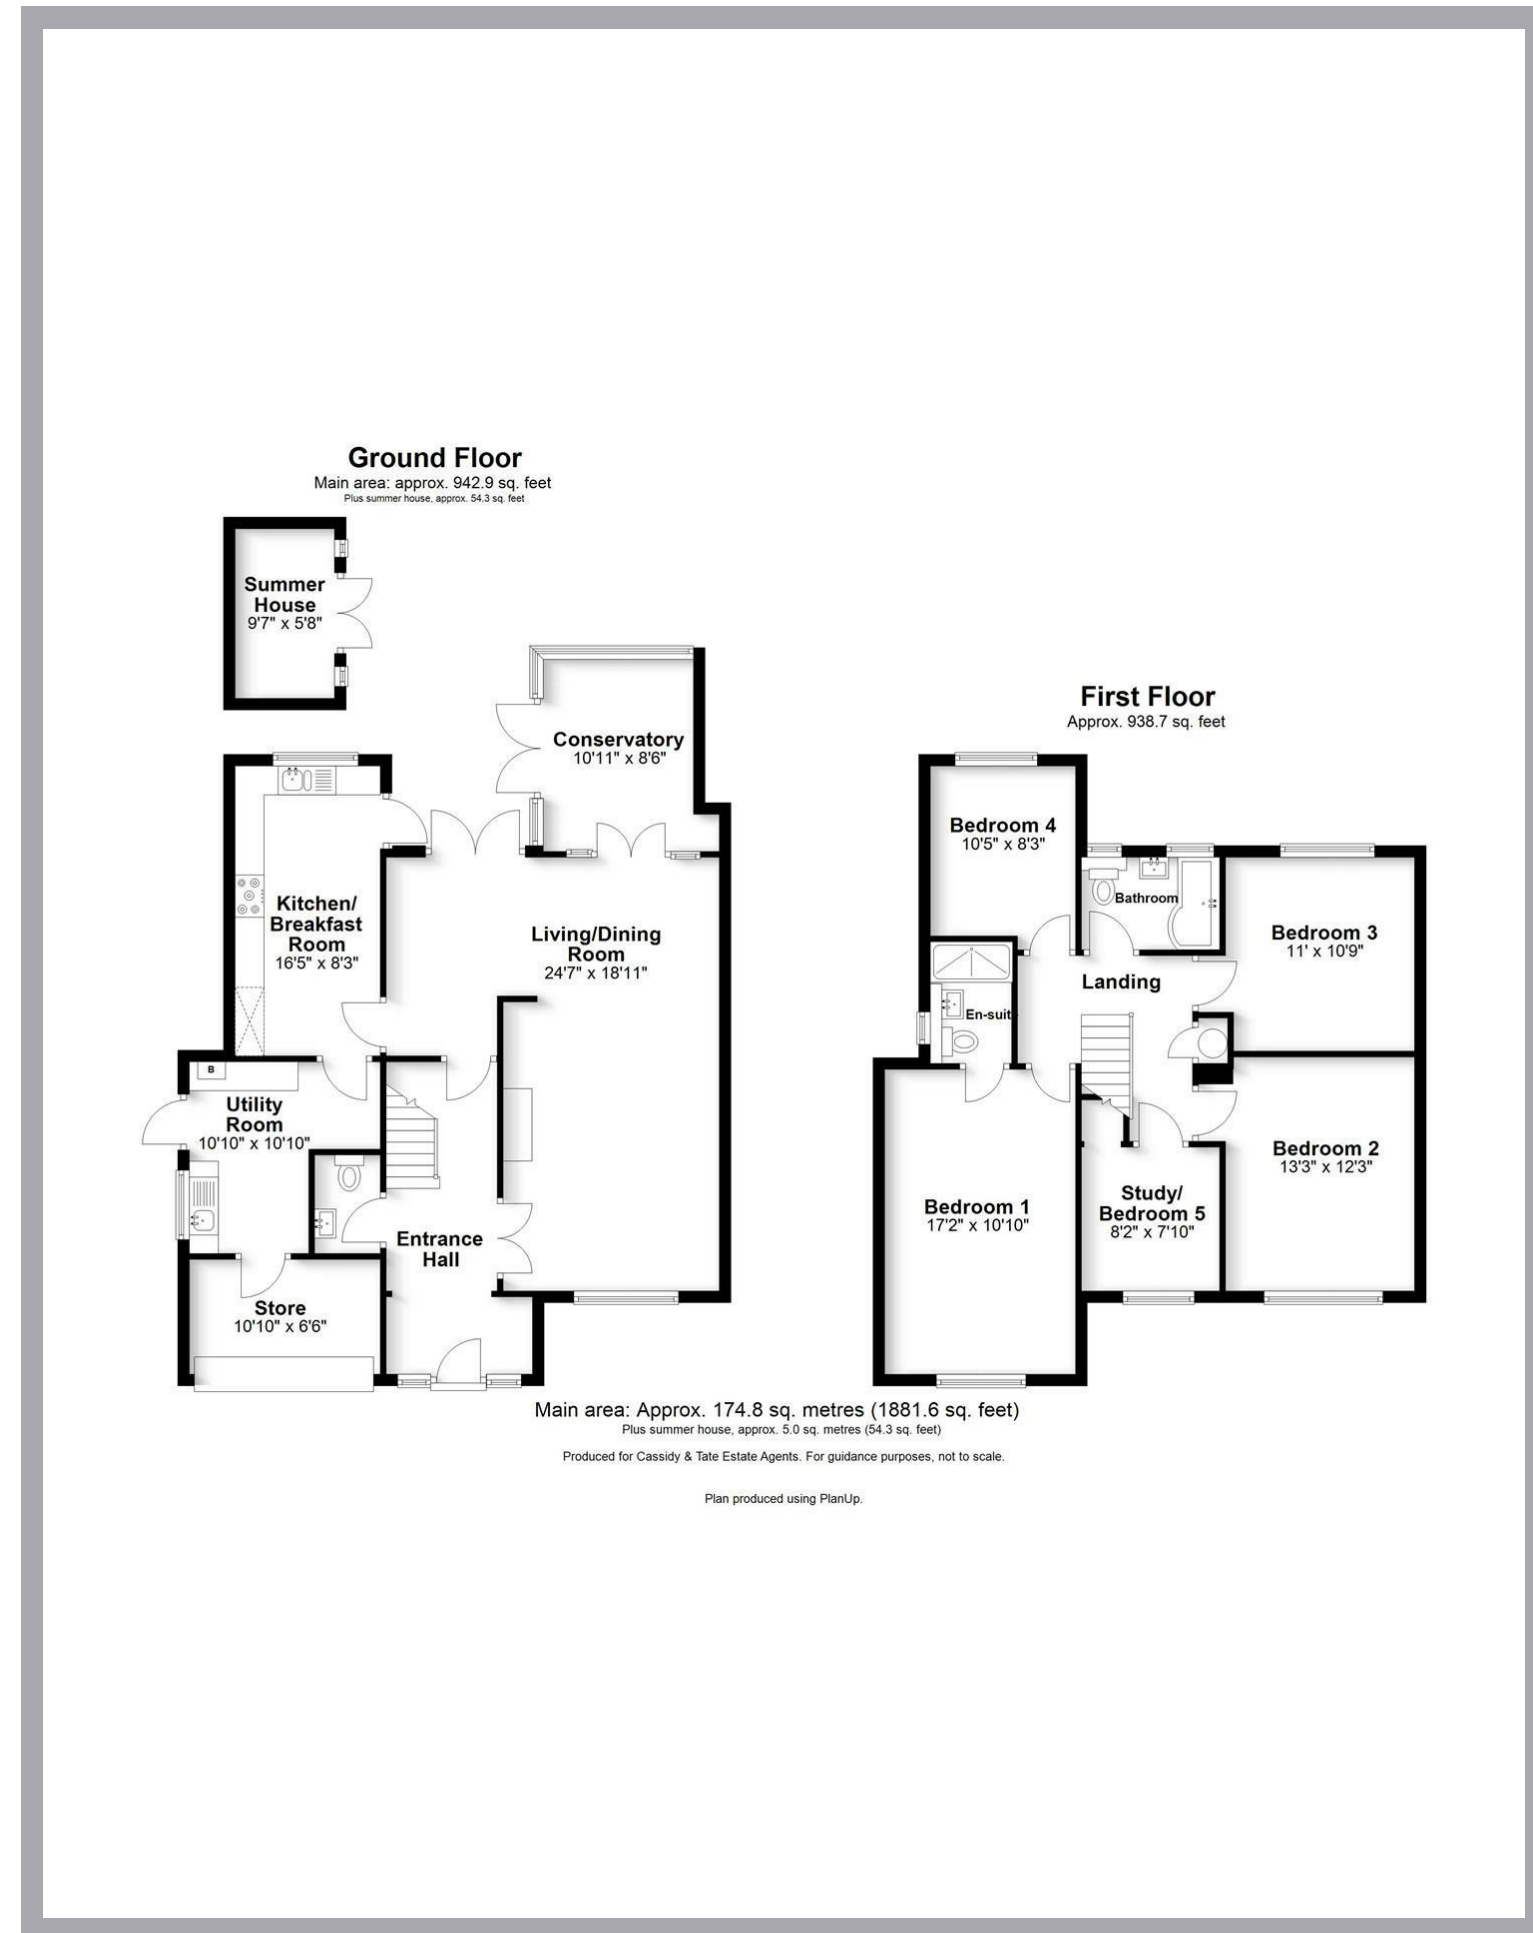 Ground Floor
Main area: approx. 942.9 sq. feet
Plus summer house, approx. 54.3 sq. feet
Summer
House
9'7" x 5'8"
Conservatory
10'11" x 8'6"
Kitchen/
Breakfast
Room
16'5" x 8'3"
Living/Dining
Room
24'7" x 18'11"
B
Utility
Room
10'10" x 10'10"
Entrance
Hall
Store
10'10" x 6'6"
First Floor
Approx. 938.7 sq. feet
Bedroom 4
10'5" x 8'3"
Bathroom
Bedroom 3
11' x 10'9"
Landing
En-suit
Bedroom 2
13'3" x 12'3"
Bedroom 1
17'2" x 10'10"
Study/
Bedroom 5
8'2" x 7'10"
Main area: Approx. 174.8 sq. metres (1881.6 sq. feet)
Plus summer house, approx. 5.0 sq. metres (54.3 sq. feet)
Produced for Cassidy & Tate Estate Agents. For guidance purposes, not to scale.
Plan produced using PlanUp.